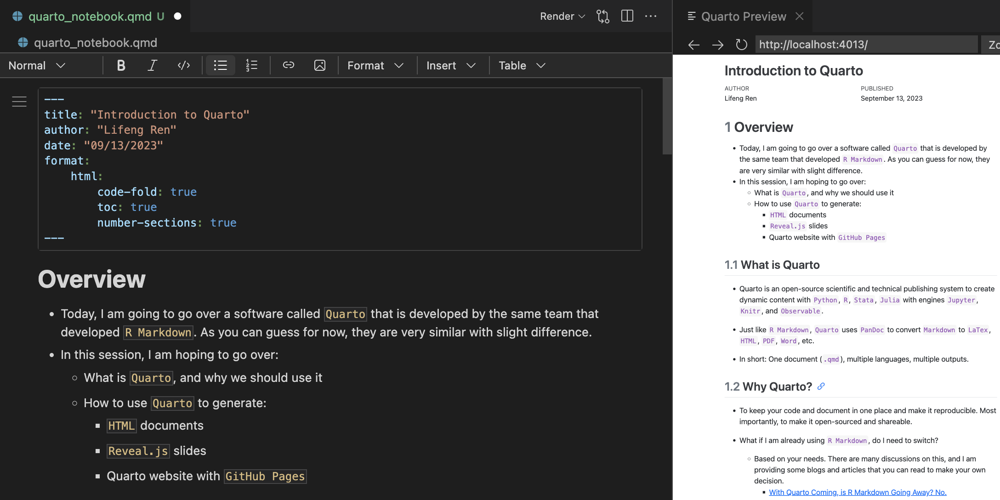 quarto_notebook.qmd U
Render
quarto_notebook.qmd
Normal B I </> Format Insert Table
---
title: "Introduction to Quarto"
author: "Lifeng Ren"
date: "09/13/2023"
format:
html:
code-fold: true
toc: true
number-sections: true
---
Overview
• Today, I am going to go over a software called Quarto that is developed by the same team that
developed R Markdown. As you can guess for now, they are very similar with slight difference.
• In this session, I am hoping to go over:
◦ What is Quarto, and why we should use it
◦ How to use Quarto to generate:
▪ HTML documents
▪ Reveal.js slides
▪ Quarto website with GitHub Pages
Quarto Preview
http://localhost:4013/
Introduction to Quarto
AUTHOR PUBLISHED
Lifeng Ren September 13, 2023
1 Overview
• Today, I am going to go over a software called Quarto that is developed by
the same team that developed R Markdown. As you can guess for now, they
are very similar with slight difference.
• In this session, I am hoping to go over:
◦ What is Quarto, and why we should use it
◦ How to use Quarto to generate:
▪ HTML documents
▪ Reveal.js slides
▪ Quarto website with GitHub Pages
1.1 What is Quarto
• Quarto is an open-source scientific and technical publishing system to create
dynamic content with Python, R, Stata, Julia with engines Jupyter,
Knitr, and Observable.
• Just like R Markdown, Quarto uses PanDoc to convert Markdown to LaTex,
HTML, PDF, Word, etc.
• In short: One document (.qmd), multiple languages, multiple outputs.
1.2 Why Quarto?
• To keep your code and document in one place and make it reproducible. Most
importantly, to make it open-sourced and shareable.
• What if I am already using R Markdown, do I need to switch?
◦ Based on your needs. There are many discussions on this, and I am
providing some blogs and articles that you can read to make your own
decision.
▪ With Quarto Coming, is R Markdown Going Away? No.